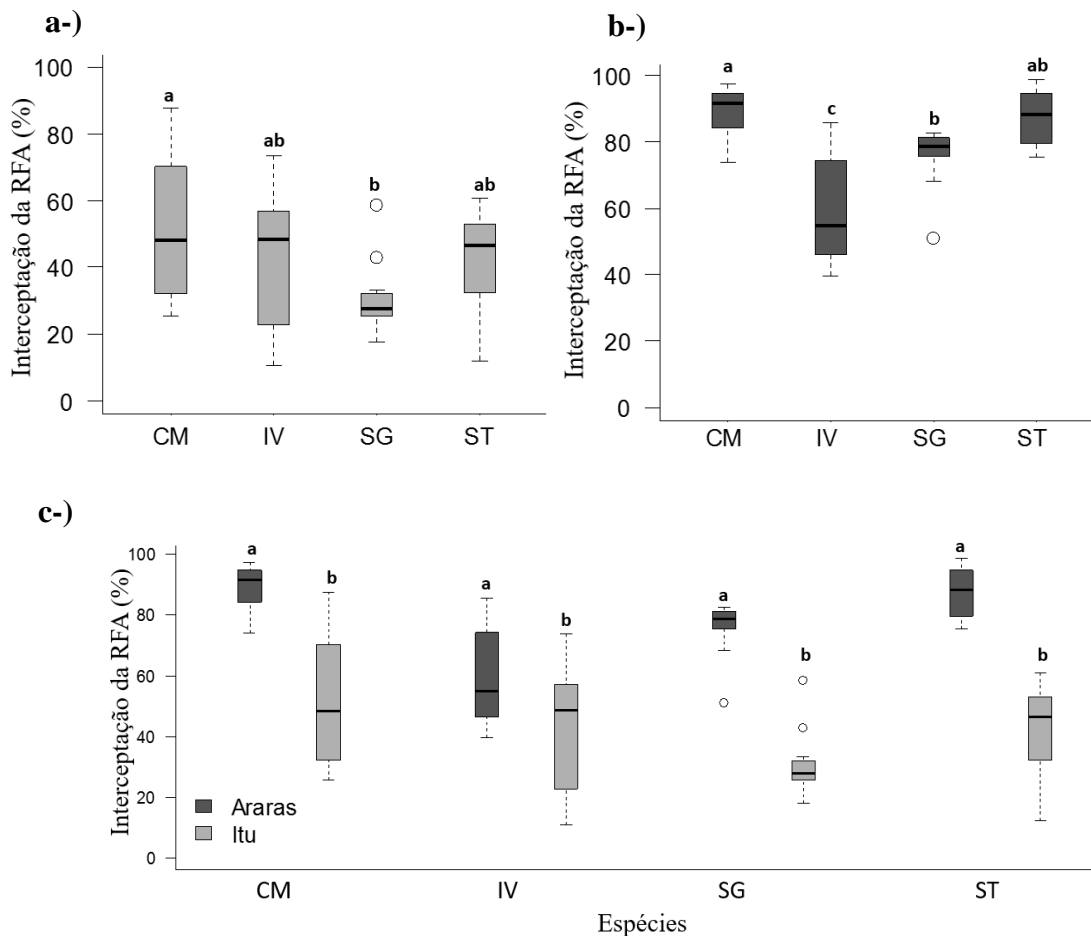 a-)
Interceptação da RFA (%)
100
80
60
40
20
0
a
ab
b
ab
CM IV SG ST
b-)
Interceptação da RFA (%)
100
80
60
40
20
0
a
c
b
ab
CM IV SG ST
c-)
Interceptação da RFA (%)
100
80
60
40
20
0
a
b
a
b
a
b
a
b
Araras
Itu
CM IV SG ST
Espécies